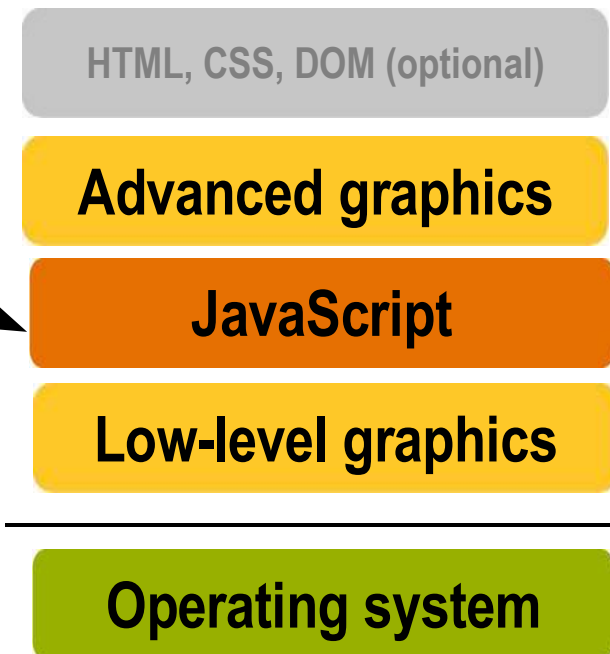 HTML, CSS, DOM (optional)
Advanced graphics
JavaScript
Low-level graphics
Operating system